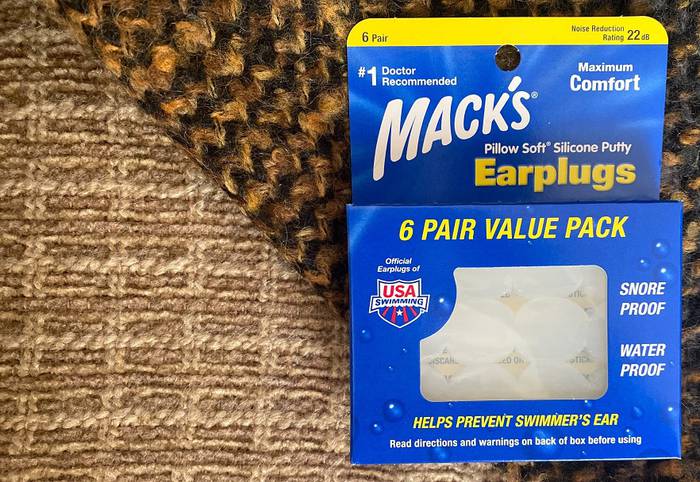 6 Pair
Noise Reduction
Rating 22 dB
#1 Doctor
Recommended
Maximum
Comfort
MACK'S®
Pillow Soft® Silicone Putty
Earplugs
6 PAIR VALUE PACK
Official
Earplugs of
USA
SWIMMING
SNORE
PROOF
WATER
PROOF
HELPS PREVENT SWIMMER'S EAR
Read directions and warnings on back of box before using